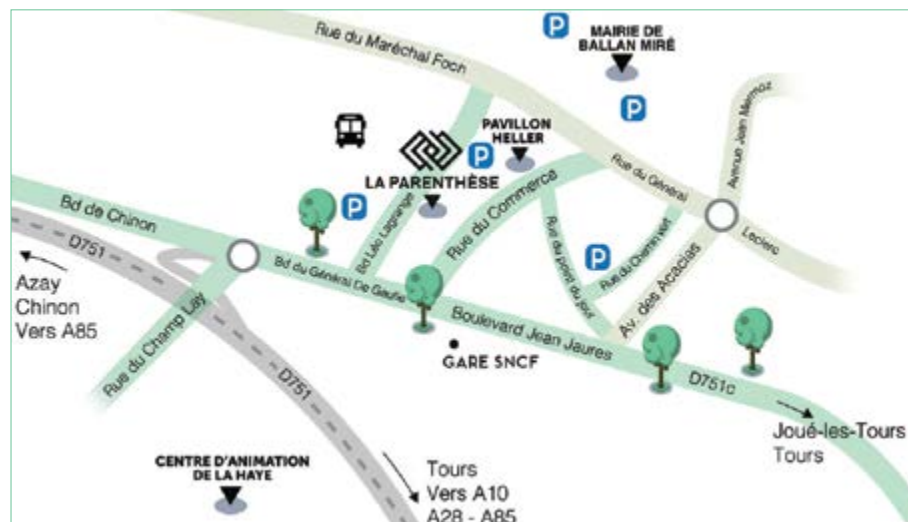 Rue du Maréchal Foch
P
MAIRIE DE
BALLAN MIRÉ
P
Avenue Jean Mermoz
PAVILLON
HELLER
P
LA PARENTHÈSE
Rue du Général
Leclerc
Bd de Chinon
P
Bd Léo Lagrange
Rue du Commerce
Rue du point du jour
Rue du Chemin vert
P
Av. des Acacias
D751
Azay
Chinon
Vers A85
Bd du Général De Gaulle
Boulevard Jean Jaures
GARE SNCF
Rue du Champ Lay
D751
D751c
Joué-les-Tours
Tours
CENTRE D'ANIMATION
DE LA HAYE
Tours
Vers A10
A28 - A85